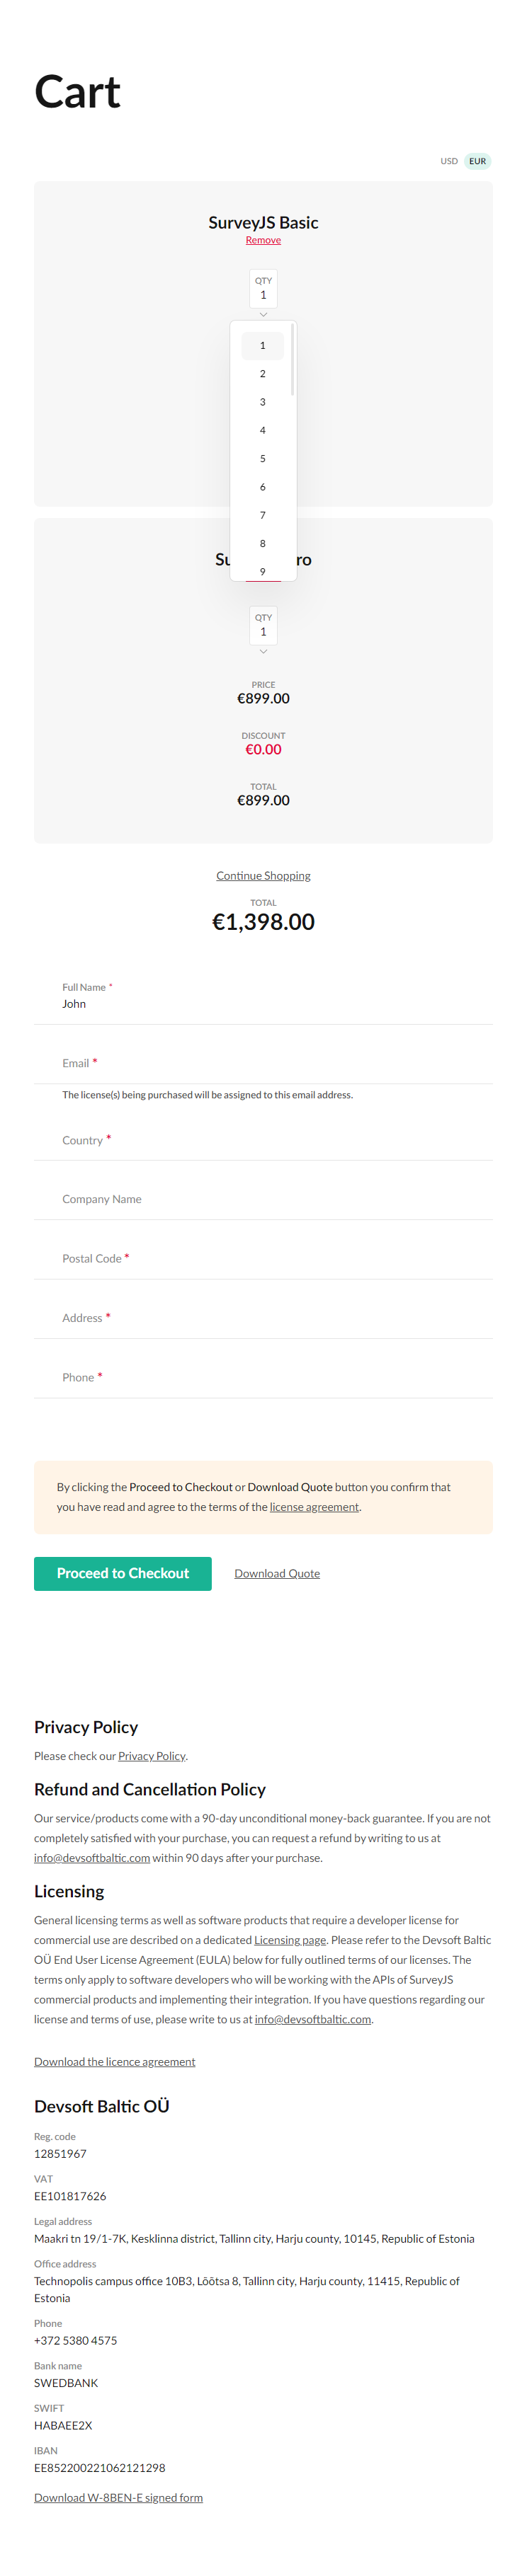 Cart
USD EUR
SurveyJS Basic
Remove
QTY
1
1
2
3
4
5
6
7
8
9
Su ro
QTY
1
PRICE
€899.00
DISCOUNT
€0.00
TOTAL
€899.00
Continue Shopping
TOTAL
€1,398.00
Full Name *
John
Email *
The license(s) being purchased will be assigned to this email address.
Country *
Company Name
Postal Code *
Address *
Phone *
By clicking the Proceed to Checkout or Download Quote button you confirm that
you have read and agree to the terms of the license agreement.
Proceed to Checkout Download Quote
Privacy Policy
Please check our Privacy Policy.
Refund and Cancellation Policy
Our service/products come with a 90-day unconditional money-back guarantee. If you are not
completely satisfied with your purchase, you can request a refund by writing to us at
info@devsoftbaltic.com within 90 days after your purchase.
Licensing
General licensing terms as well as software products that require a developer license for
commercial use are described on a dedicated Licensing page. Please refer to the Devsoft Baltic
OÜ End User License Agreement (EULA) below for fully outlined terms of our licenses. The
terms only apply to software developers who will be working with the APIs of SurveyJS
commercial products and implementing their integration. If you have questions regarding our
license and terms of use, please write to us at info@devsoftbaltic.com.
Download the licence agreement
Devsoft Baltic OÜ
Reg. code
12851967
VAT
EE101817626
Legal address
Maakri tn 19/1-7K, Kesklinna district, Tallinn city, Harju county, 10145, Republic of Estonia
Office address
Technopolis campus office 10B3, Lõõtsa 8, Tallinn city, Harju county, 11415, Republic of
Estonia
Phone
+372 5380 4575
Bank name
SWEDBANK
SWIFT
HABAEE2X
IBAN
EE852200221062121298
Download W-8BEN-E signed form